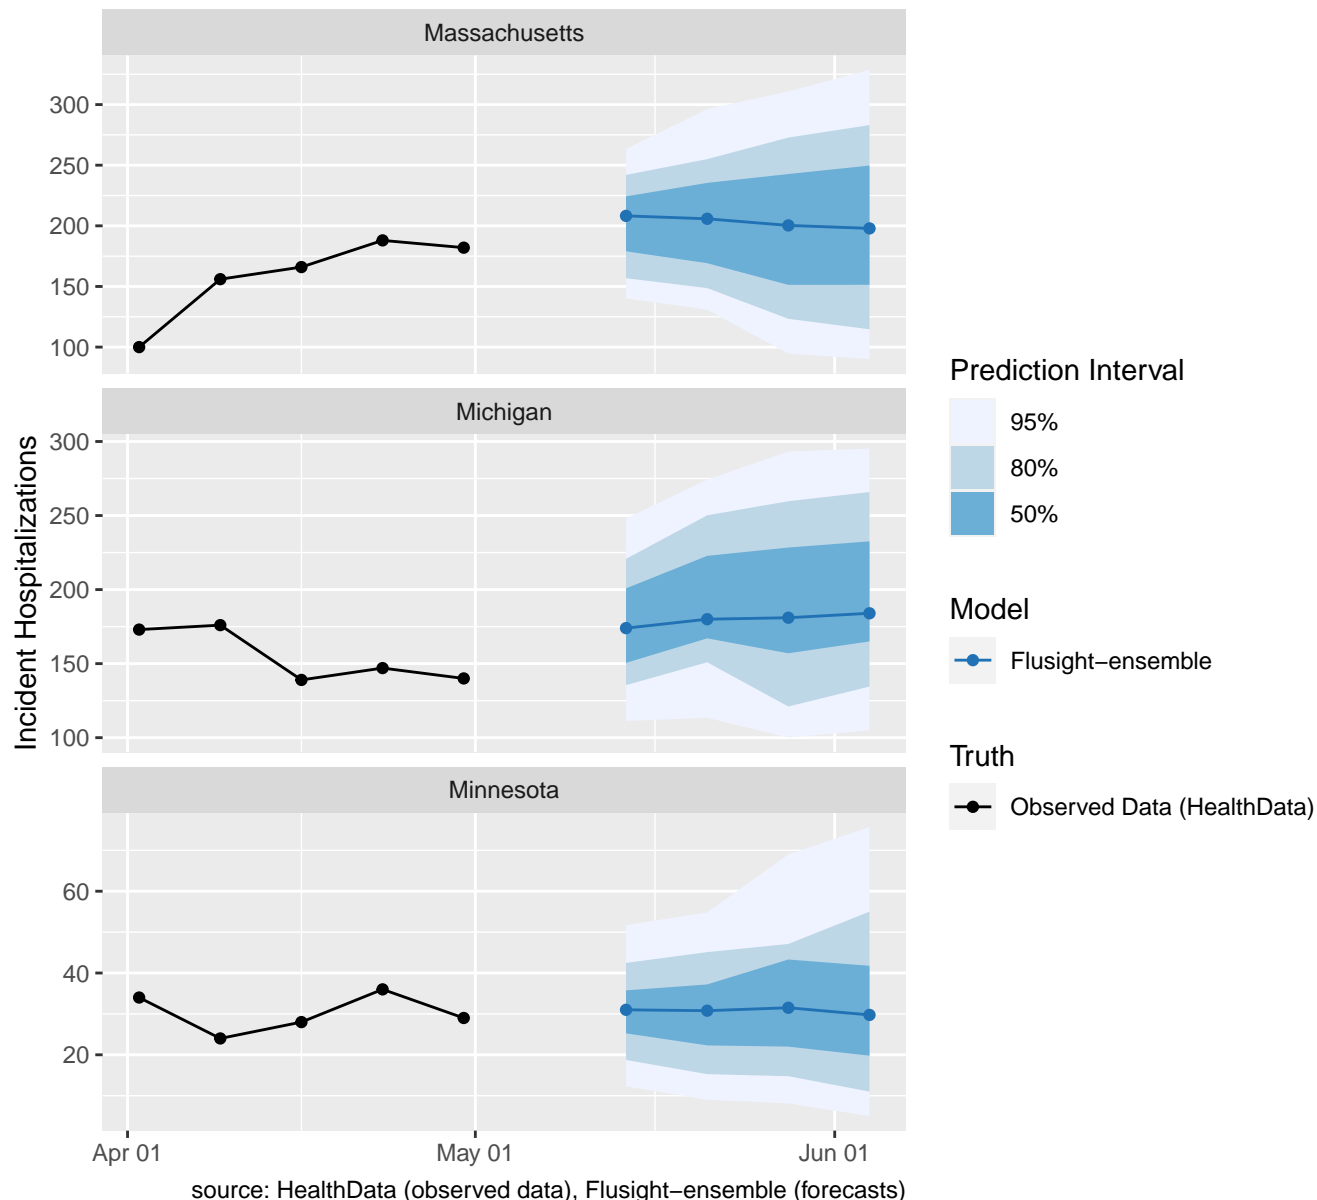 Massachusetts
300
250
200
150
100
Michigan
300
250
200
150
100
Minnesota
60
40
20
Apr 01
May 01
Jun 01
Incident Hospitalizations
source: HealthData (observed data), Flusight−ensemble (forecasts)
Prediction Interval
95%
80%
50%
Model
Flusight−ensemble
Truth
Observed Data (HealthData)